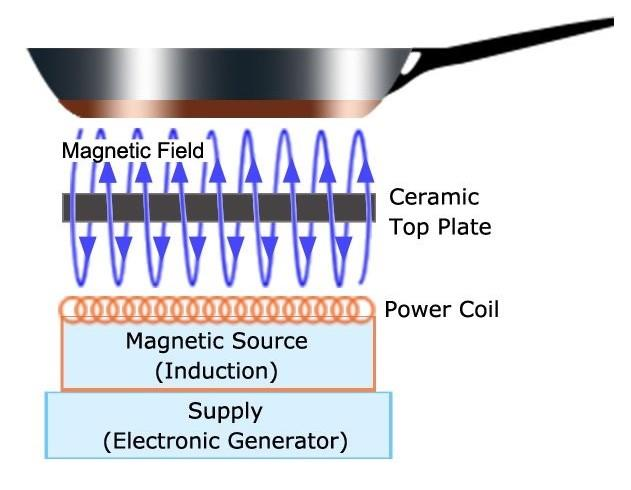 Magnetic Field
Ceramic
Top Plate
Power Coil
Magnetic Source
(Induction)
Supply
(Electronic Generator)